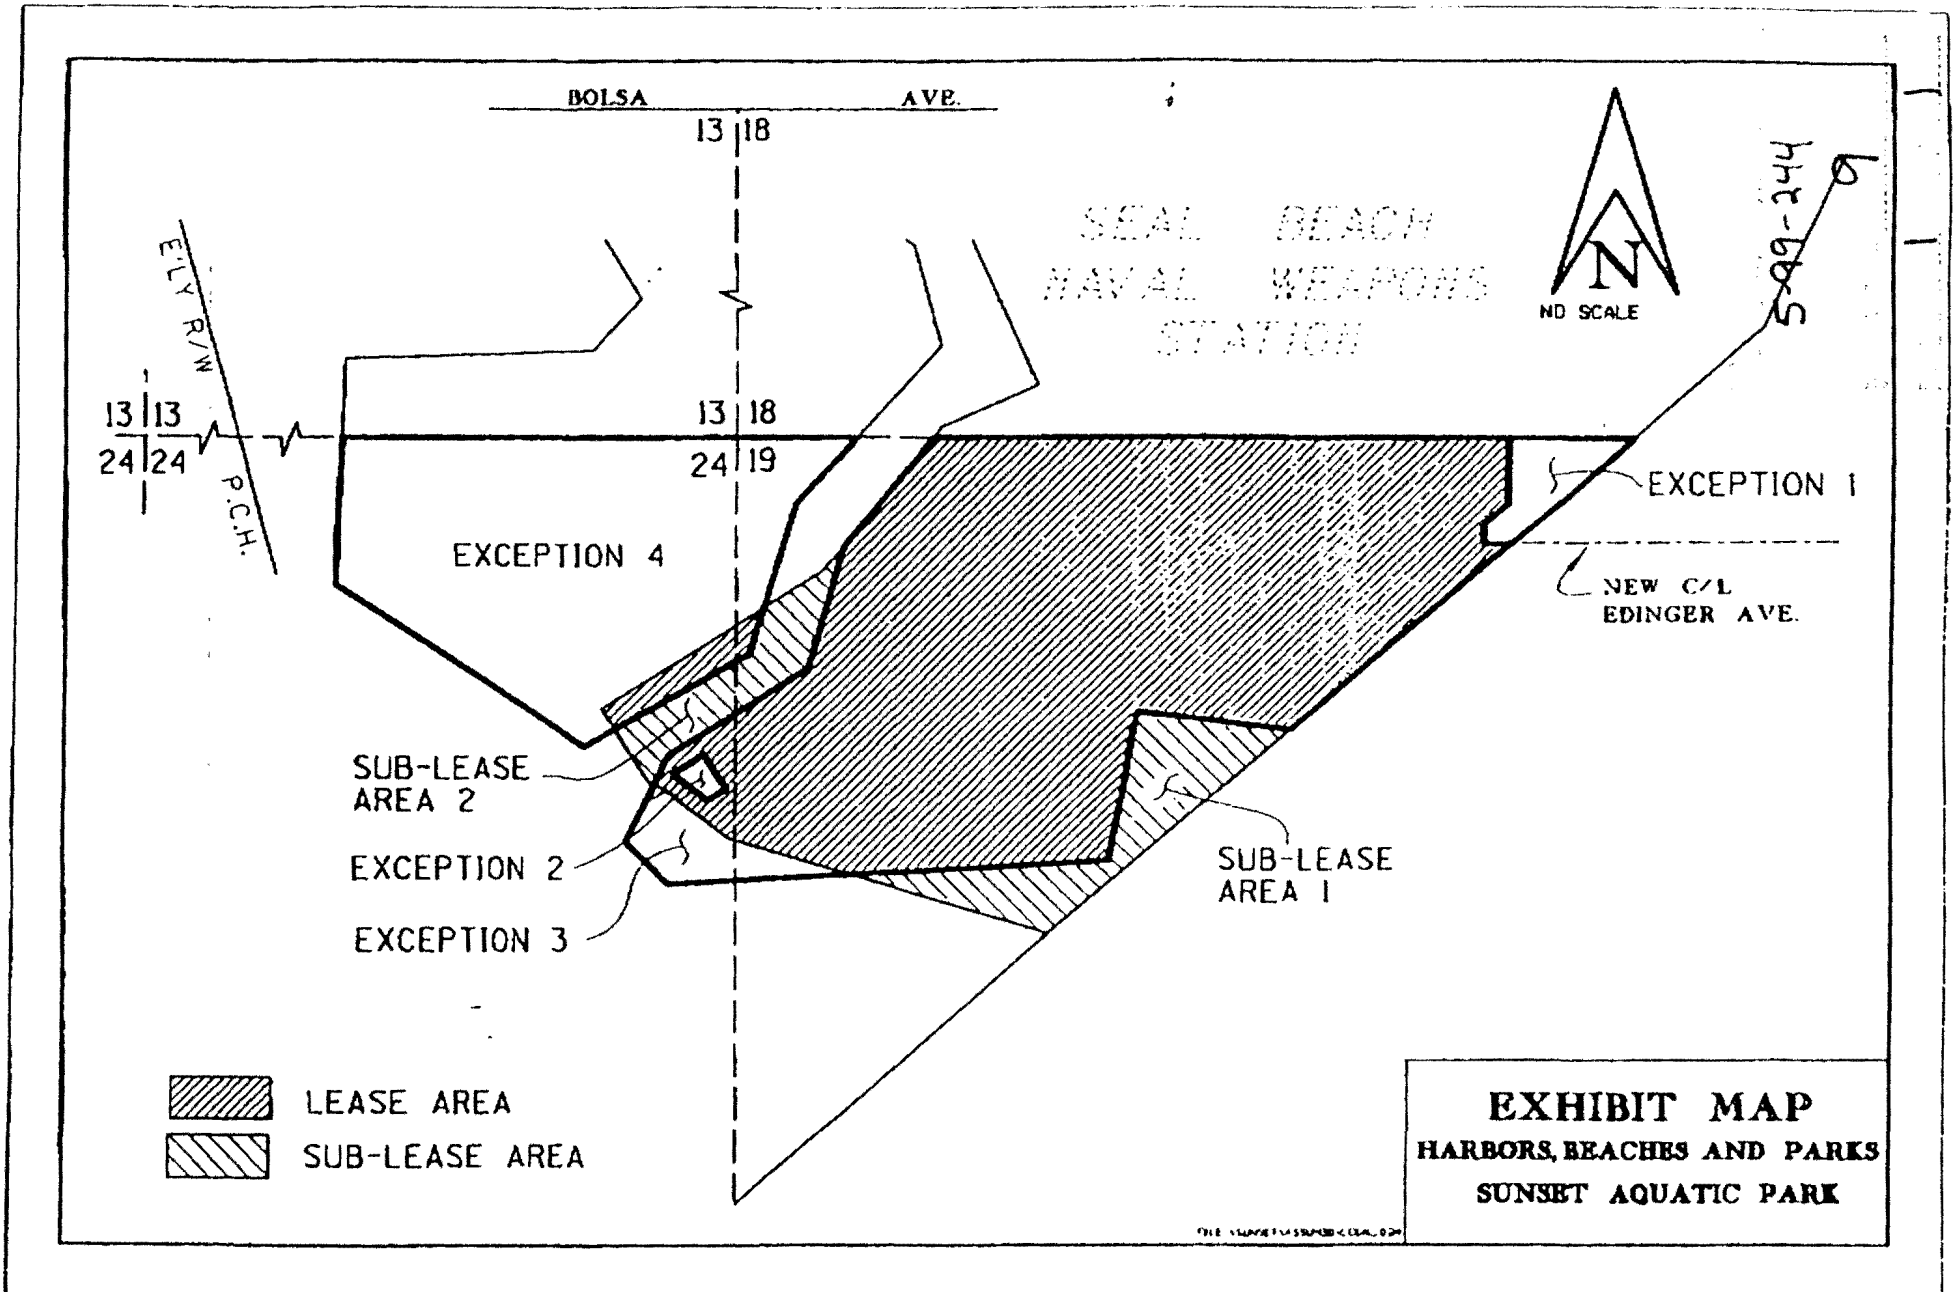 BOLSA AVE.
13 18
SEAL BEACH
NAVAL WEAPONS
STATION
N
NO SCALE
5-99-244
E'LY R/W
P.C.H.
13 13
24 24
13 18
24 19
EXCEPTION 1
EXCEPTION 4
NEW C/L
EDINGER AVE.
SUB-LEASE
AREA 2
EXCEPTION 2
SUB-LEASE
AREA 1
EXCEPTION 3
LEASE AREA
SUB-LEASE AREA
EXHIBIT MAP
HARBORS, BEACHES AND PARKS
SUNSET AQUATIC PARK